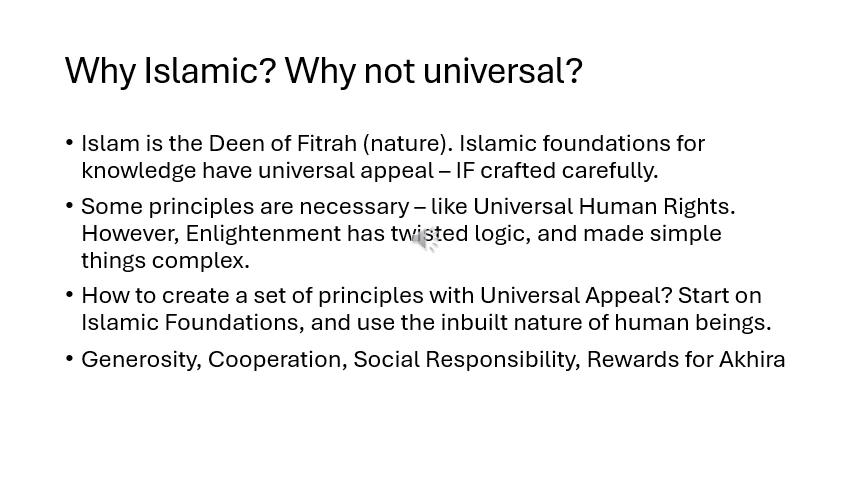 Why Islamic? Why not universal?
• Islam is the Deen of Fitrah (nature). Islamic foundations for
knowledge have universal appeal – IF crafted carefully.
• Some principles are necessary – like Universal Human Rights.
However, Enlightenment has twisted logic, and made simple
things complex.
• How to create a set of principles with Universal Appeal? Start on
Islamic Foundations, and use the inbuilt nature of human beings.
• Generosity, Cooperation, Social Responsibility, Rewards for Akhira